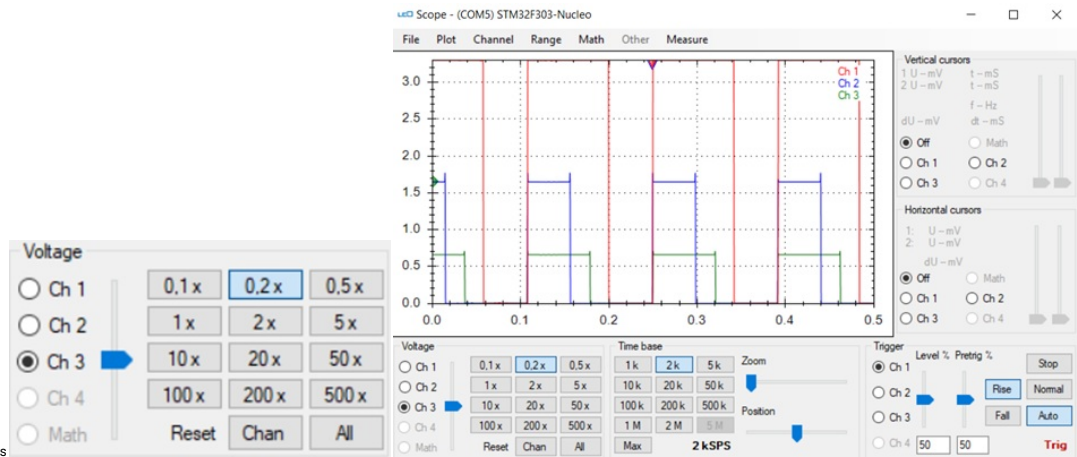 s
Voltage
Ch 1
0,1 x 0,2 x 0,5 x
Ch 2
1 x 2 x 5 x
Ch 3
10 x 20 x 50 x
Ch 4
100 x 200 x 500 x
Math
Reset Chan All
LEO Scope - (COM5) STM32F303-Nucleo
File Plot Channel Range Math Other Measure
Ch 1
Ch 2
Ch 3
3.0
2.5
2.0
1.5
1.0
0.5
0.0
0.0 0.1 0.2 0.3 0.4 0.5
Vertical cursors
1 U -- mV t -- mS
2 U -- mV t -- mS
f -- Hz
dU -- mV dt -- mS
Off Math
Ch 1 Ch 2
Ch 3 Ch 4
Horizontal cursors
1: U -- mV
2: U -- mV
dU -- mV
Off Math
Ch 1 Ch 2
Ch 3 Ch 4
Voltage
Ch 1 0,1 x 0,2 x 0,5 x
Ch 2 1 x 2 x 5 x
Ch 3 10 x 20 x 50 x
Ch 4 100 x 200 x 500 x
Math Reset Chan All
Time base
1 k 2 k 5 k
10 k 20 k 50 k
100 k 200 k 500 k
1 M 2 M 5 M
Max 2 kSPS
Zoom
Position
Trigger
Level % Pretrig %
Ch 1 Stop
Ch 2 Rise Normal
Ch 3 Fall Auto
Ch 4 50 50 Trig